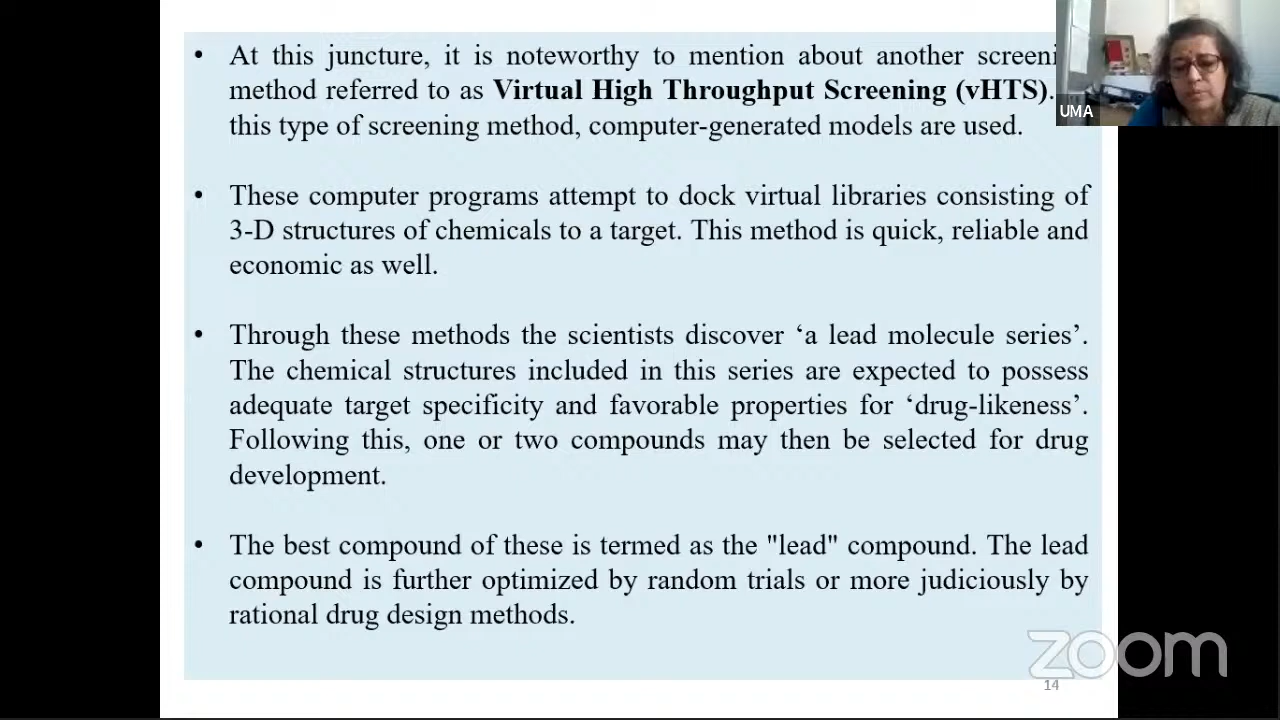 • At this juncture, it is noteworthy to mention about another
method referred to as Virtual High Throughput Screening (vHTS).
this type of screening method, computer-generated models are used.
• These computer programs attempt to dock virtual libraries consisting of
3-D structures of chemicals to a target. This method is quick, reliable and
economic as well.
• Through these methods the scientists discover ‘a lead molecule series’.
The chemical structures included in this series are expected to possess
adequate target specificity and favorable properties for ‘drug-likeness’.
Following this, one or two compounds may then be selected for drug
development.
• The best compound of these is termed as the "lead" compound. The lead
compound is further optimized by random trials or more judiciously by
rational drug design methods.
UMA
zoom
14